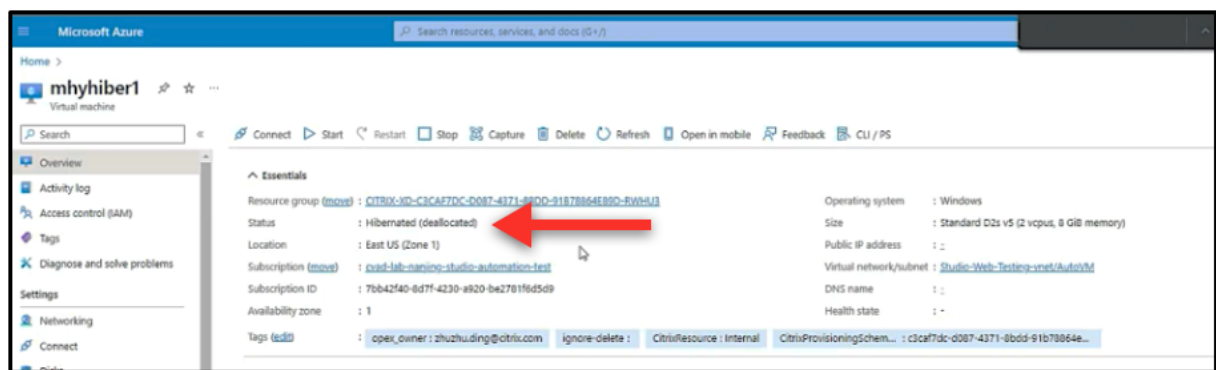 Microsoft Azure
Search resources, services, and docs (G+/)
Home >
mhyhiber1
Virtual machine
Search
Connect Start Restart Stop Capture Delete Refresh Open in mobile Feedback CLI / PS
Overview
Activity log
Access control (IAM)
Tags
Diagnose and solve problems
Settings
Networking
Connect
Disks
Essentials
Resource group (move) : CITRIX-XD-C3CAF7DC-D087-4371-8BDD-91B78864E89D-RWHU3
Status : Hibernated (deallocated)
Location : East US (Zone 1)
Subscription (move) : cvad-lab-nanjing-studio-automation-test
Subscription ID : 7bb42f40-8d7f-4230-a920-be2781f6d5d9
Availability zone : 1
Operating system : Windows
Size : Standard D2s v5 (2 vcpus, 8 GiB memory)
Public IP address : -
Virtual network/subnet : Studio-Web-Testing-vnet/AutoVM
DNS name : -
Health state : -
Tags (edit) : opex_owner : zhuzhu.ding@citrix.com ignore-delete : CitrixResource : Internal CitrixProvisioningSchem... : c3caf7dc-d087-4371-8bdd-91b78864e...